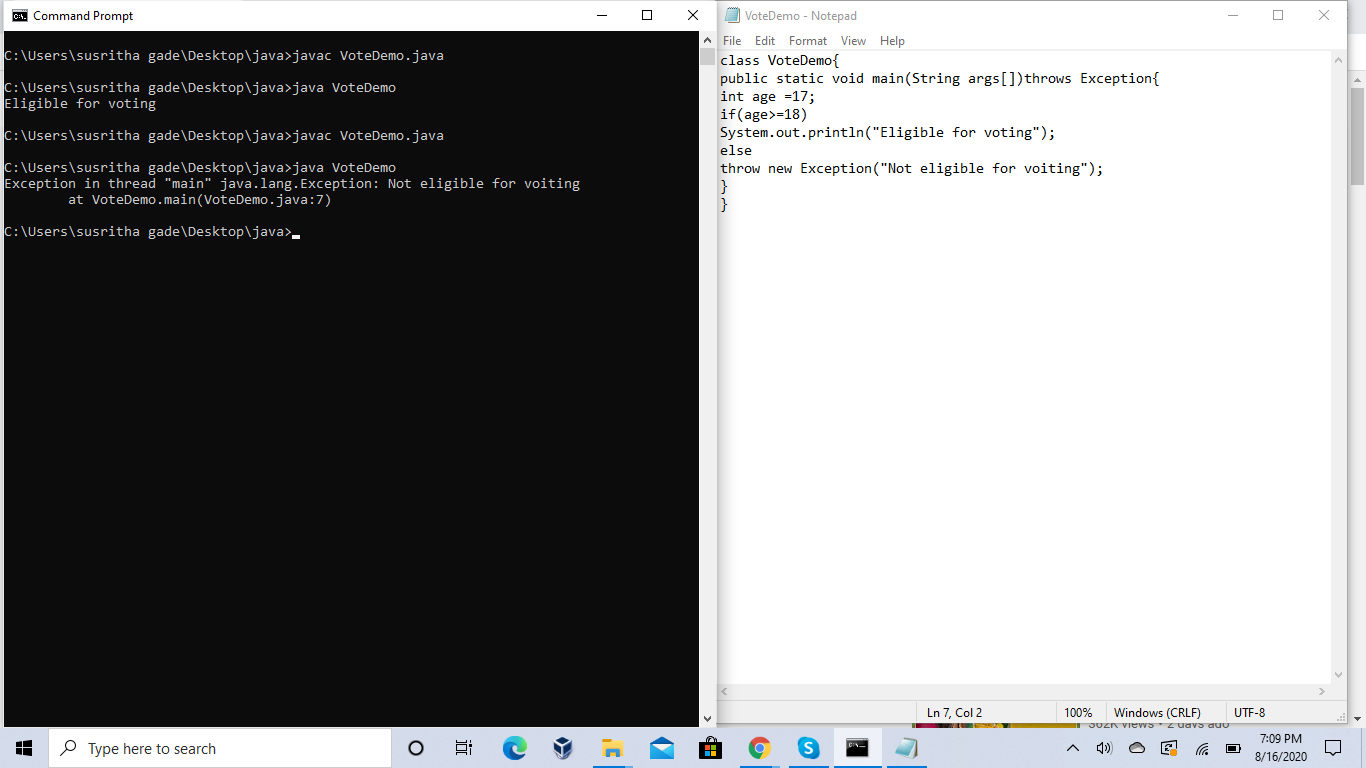 Command Prompt
C:\Users\susritha gade\Desktop\java>javac VoteDemo.java
C:\Users\susritha gade\Desktop\java>java VoteDemo
Eligible for voting
C:\Users\susritha gade\Desktop\java>javac VoteDemo.java
C:\Users\susritha gade\Desktop\java>java VoteDemo
Exception in thread "main" java.lang.Exception: Not eligible for voiting
at VoteDemo.main(VoteDemo.java:7)
C:\Users\susritha gade\Desktop\java>
VoteDemo - Notepad
File Edit Format View Help
class VoteDemo{
public static void main(String args[])throws Exception{
int age =17;
if(age>=18)
System.out.println("Eligible for voting");
else
throw new Exception("Not eligible for voiting");
}
}
Ln 7, Col 2 100% Windows (CRLF) UTF-8
views • 2 days ago
Type here to search
7:09 PM
8/16/2020